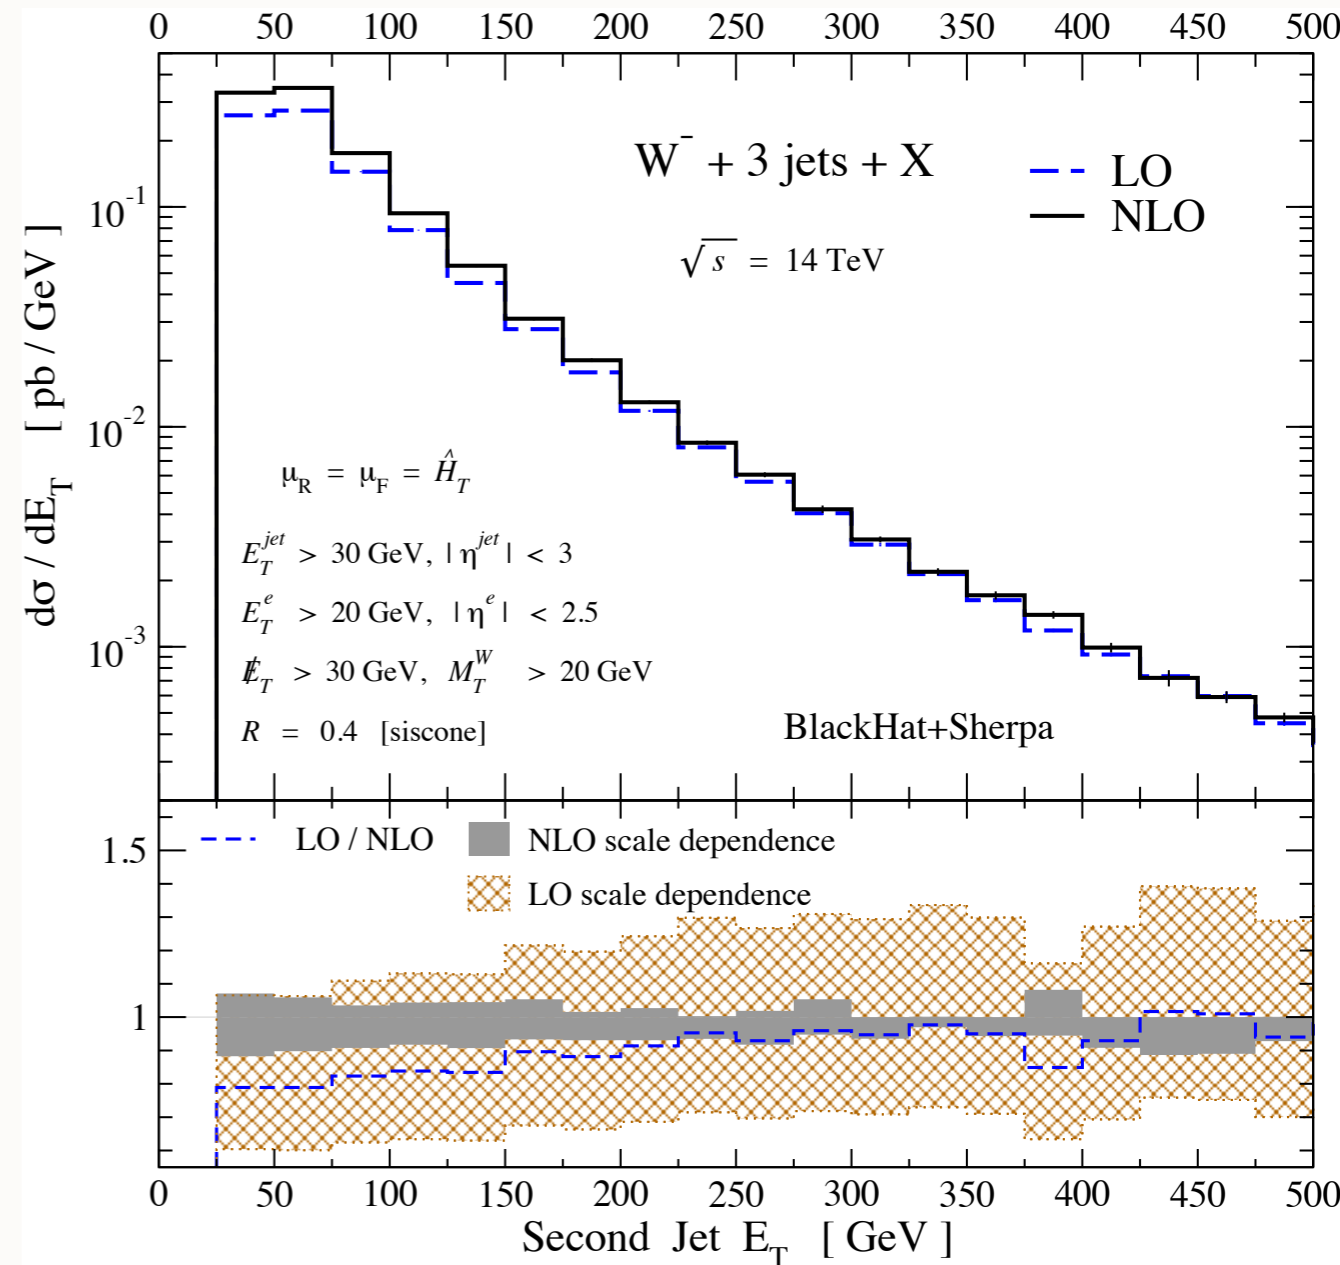 0 50 100 150 200 250 300 350 400 450 500
W⁻ + 3 jets + X
LO
NLO
√s = 14 TeV
10⁻¹
10⁻²
10⁻³
dσ / dE_T [ pb / GeV ]
μ_R = μ_F = Ĥ_T
E_T^jet > 30 GeV, | η^jet | < 3
E_T^e > 20 GeV, | η^e | < 2.5
E̸_T > 30 GeV, M_T^W > 20 GeV
R = 0.4 [siscone]
BlackHat+Sherpa
LO / NLO
NLO scale dependence
LO scale dependence
1.5
1
0 50 100 150 200 250 300 350 400 450 500
Second Jet E_T [ GeV ]